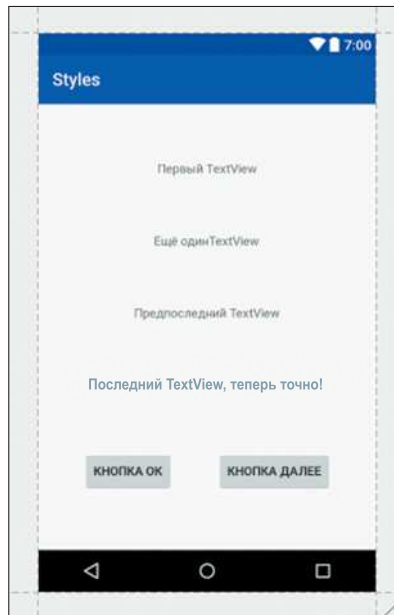 7:00
Styles
Первый TextView
Ещё одинTextView
Предпоследний TextView
Последний TextView, теперь точно!
КНОПКА ОК КНОПКА ДАЛЕЕ